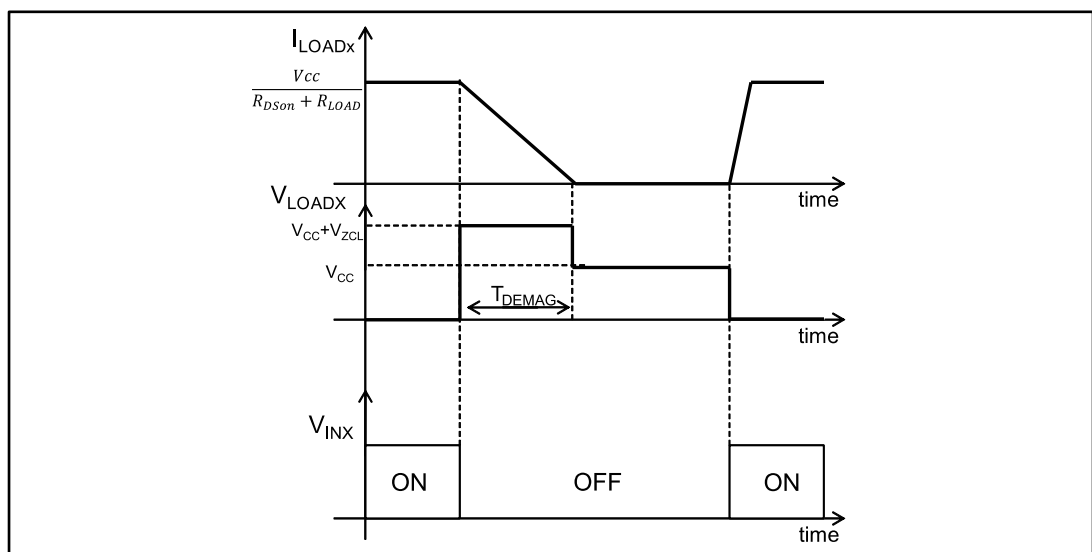 I_LOADx
Vcc
R_DSon + R_LOAD
time
V_LOADX
V_CC+V_ZCL
V_CC
T_DEMAG
time
V_INX
ON OFF ON
time